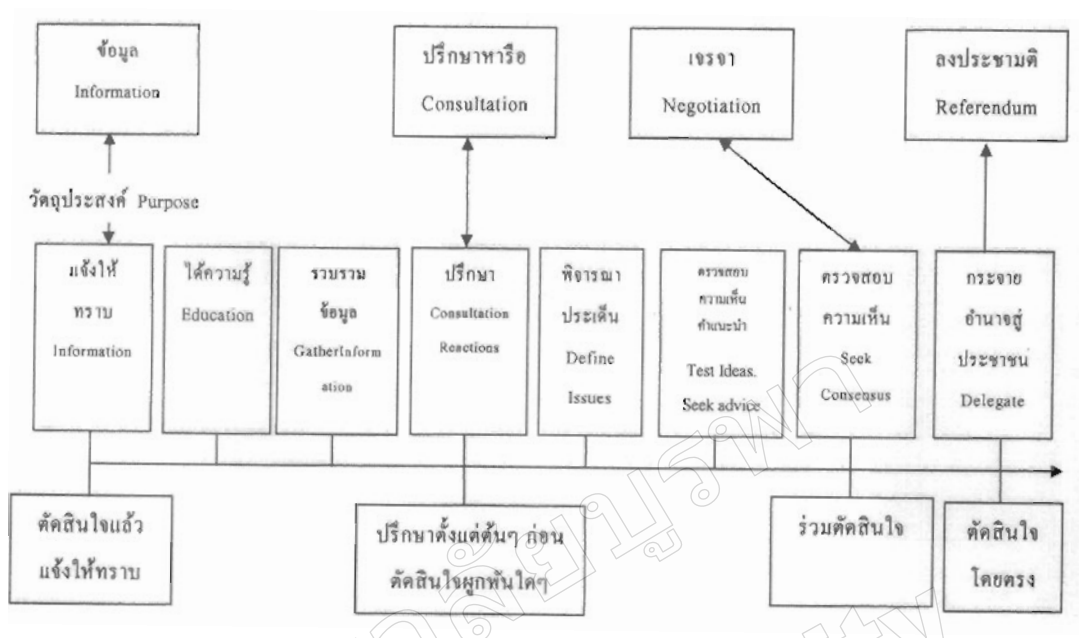 ข้อมูล
Information
ปรึกษาหารือ
Consultation
เจรจา
Negotiation
ลงประชามติ
Referendum
วัตถุประสงค์ Purpose
แจ้งให้
ทราบ
Information
ได้ความรู้
Education
รวบรวม
ข้อมูล
GatherInform
ation
ปรึกษา
Consultation
Reactions
พิจารณา
ประเด็น
Define
Issues
ตรวจสอบ
ความเห็น
คำแนะนำ
Test Ideas.
Seek advice
ตรวจสอบ
ความเห็น
Seek
Consensus
กระจาย
อำนาจสู่
ประชาชน
Delegate
ตัดสินใจแล้ว
แจ้งให้ทราบ
ปรึกษาตั้งแต่ต้นๆ ก่อน
ตัดสินใจผูกพันใดๆ
ร่วมตัดสินใจ
ตัดสินใจ
โดยตรง